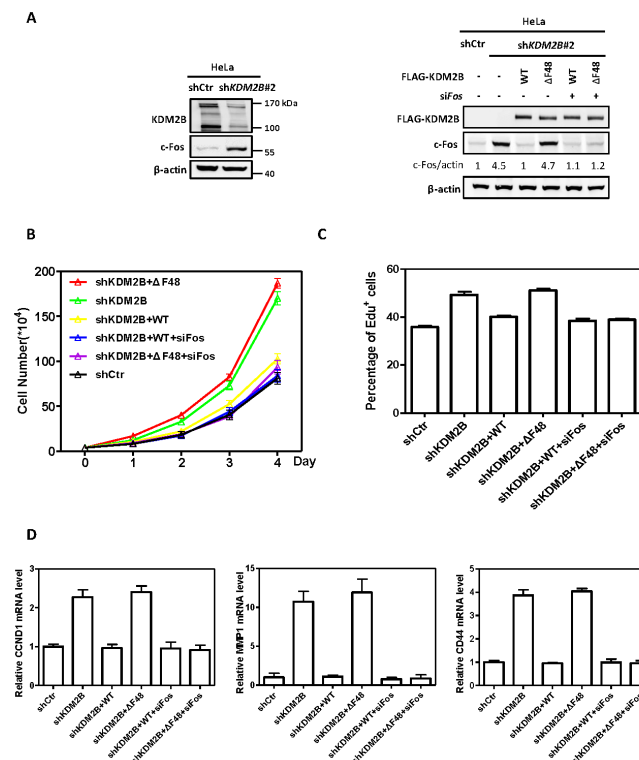 A
HeLa
shCtr shKDM2B#2
KDM2B
170 kDa
100
c-Fos
55
β-actin
40
HeLa
shCtr
shKDM2B#2
FLAG-KDM2B - - WT ΔF48 WT ΔF48
siFos - - - - + +
FLAG-KDM2B
c-Fos
c-Fos/actin 1 4.5 1 4.7 1.1 1.2
β-actin
B
Cell Number(*10⁴)
200
150
100
50
0
0 1 2 3 4 Day
shKDM2B+Δ F48
shKDM2B
shKDM2B+WT
shKDM2B+WT+siFos
shKDM2B+ΔF48+siFos
shCtr
C
Percentage of Edu⁺ cells
60
40
20
0
shCtr
shKDM2B
shKDM2B+WT
shKDM2B+ΔF48
shKDM2B+WT+siFos
shKDM2B+ΔF48+siFos
D
Relative CCND1 mRNA level
3
2
1
0
shCtr
shKDM2B
shKDM2B+WT
shKDM2B+ΔF48
shKDM2B+WT+siFos
shKDM2B+ΔF48+siFos
Relative MMP1 mRNA level
15
10
5
0
shCtr
shKDM2B
shKDM2B+WT
shKDM2B+ΔF48
shKDM2B+WT+siFos
shKDM2B+ΔF48+siFos
Relative CD44 mRNA level
5
4
3
2
1
0
shCtr
shKDM2B
shKDM2B+WT
shKDM2B+ΔF48
shKDM2B+WT+siFos
shKDM2B+ΔF48+siFos